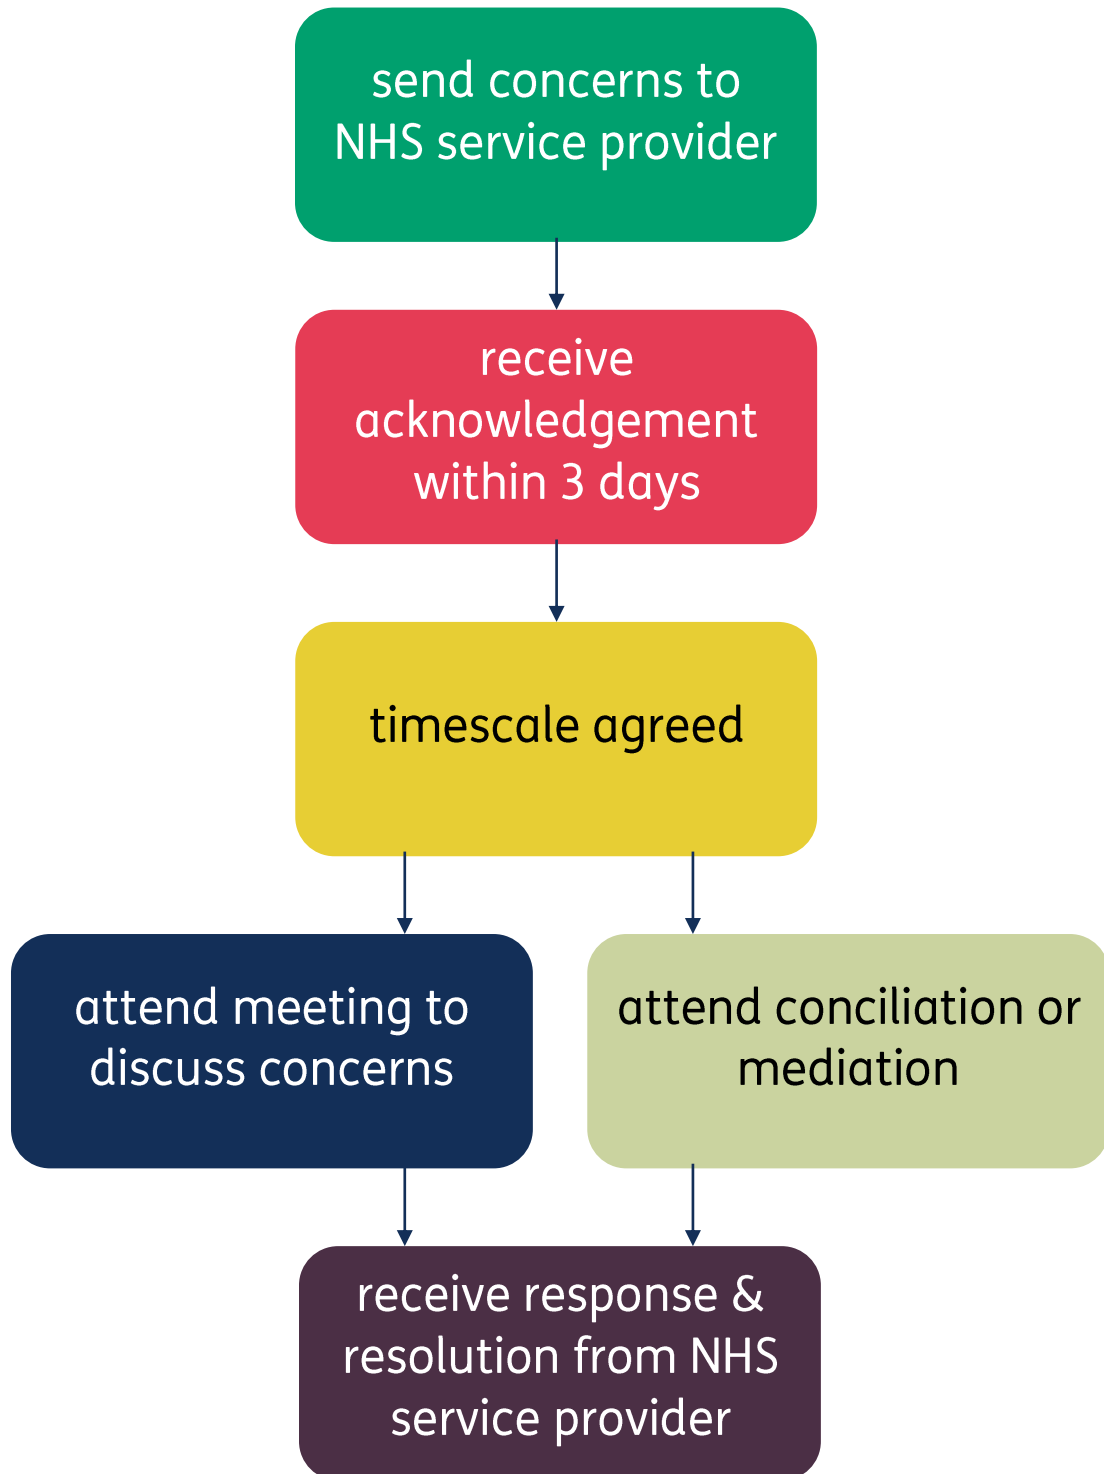 send concerns to
NHS service provider
receive
acknowledgement
within 3 days
timescale agreed
attend meeting to
discuss concerns
attend conciliation or
mediation
receive response &
resolution from NHS
service provider